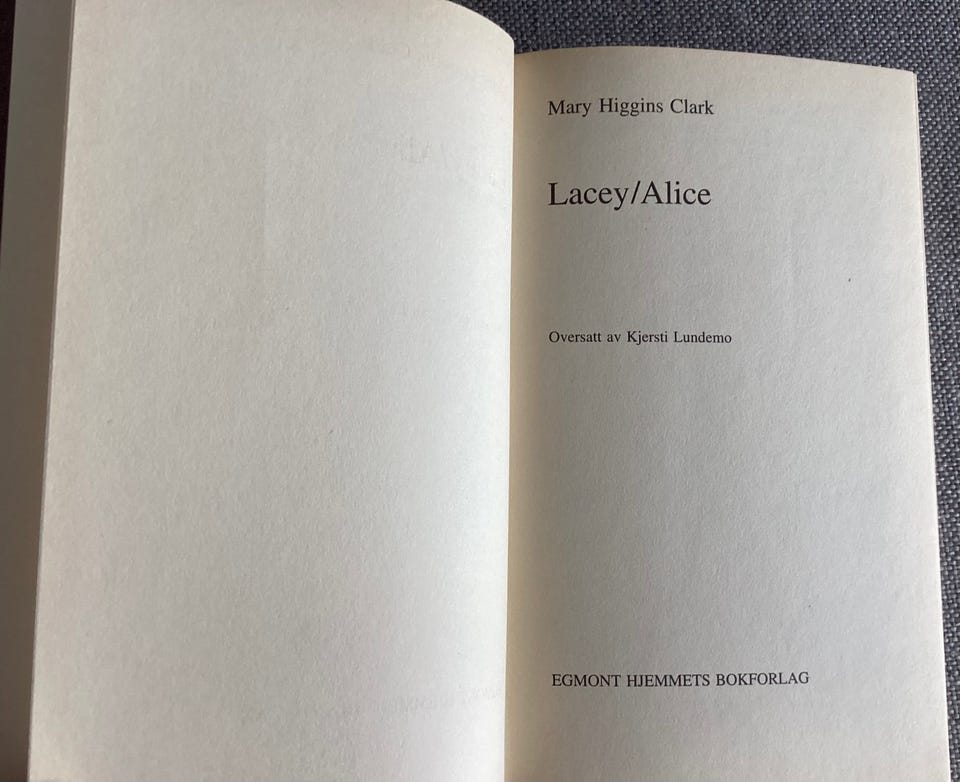 Mary Higgins Clark
Lacey/Alice
Oversatt av Kjersti Lundemo
EGMONT HJEMMETS BOKFORLAG